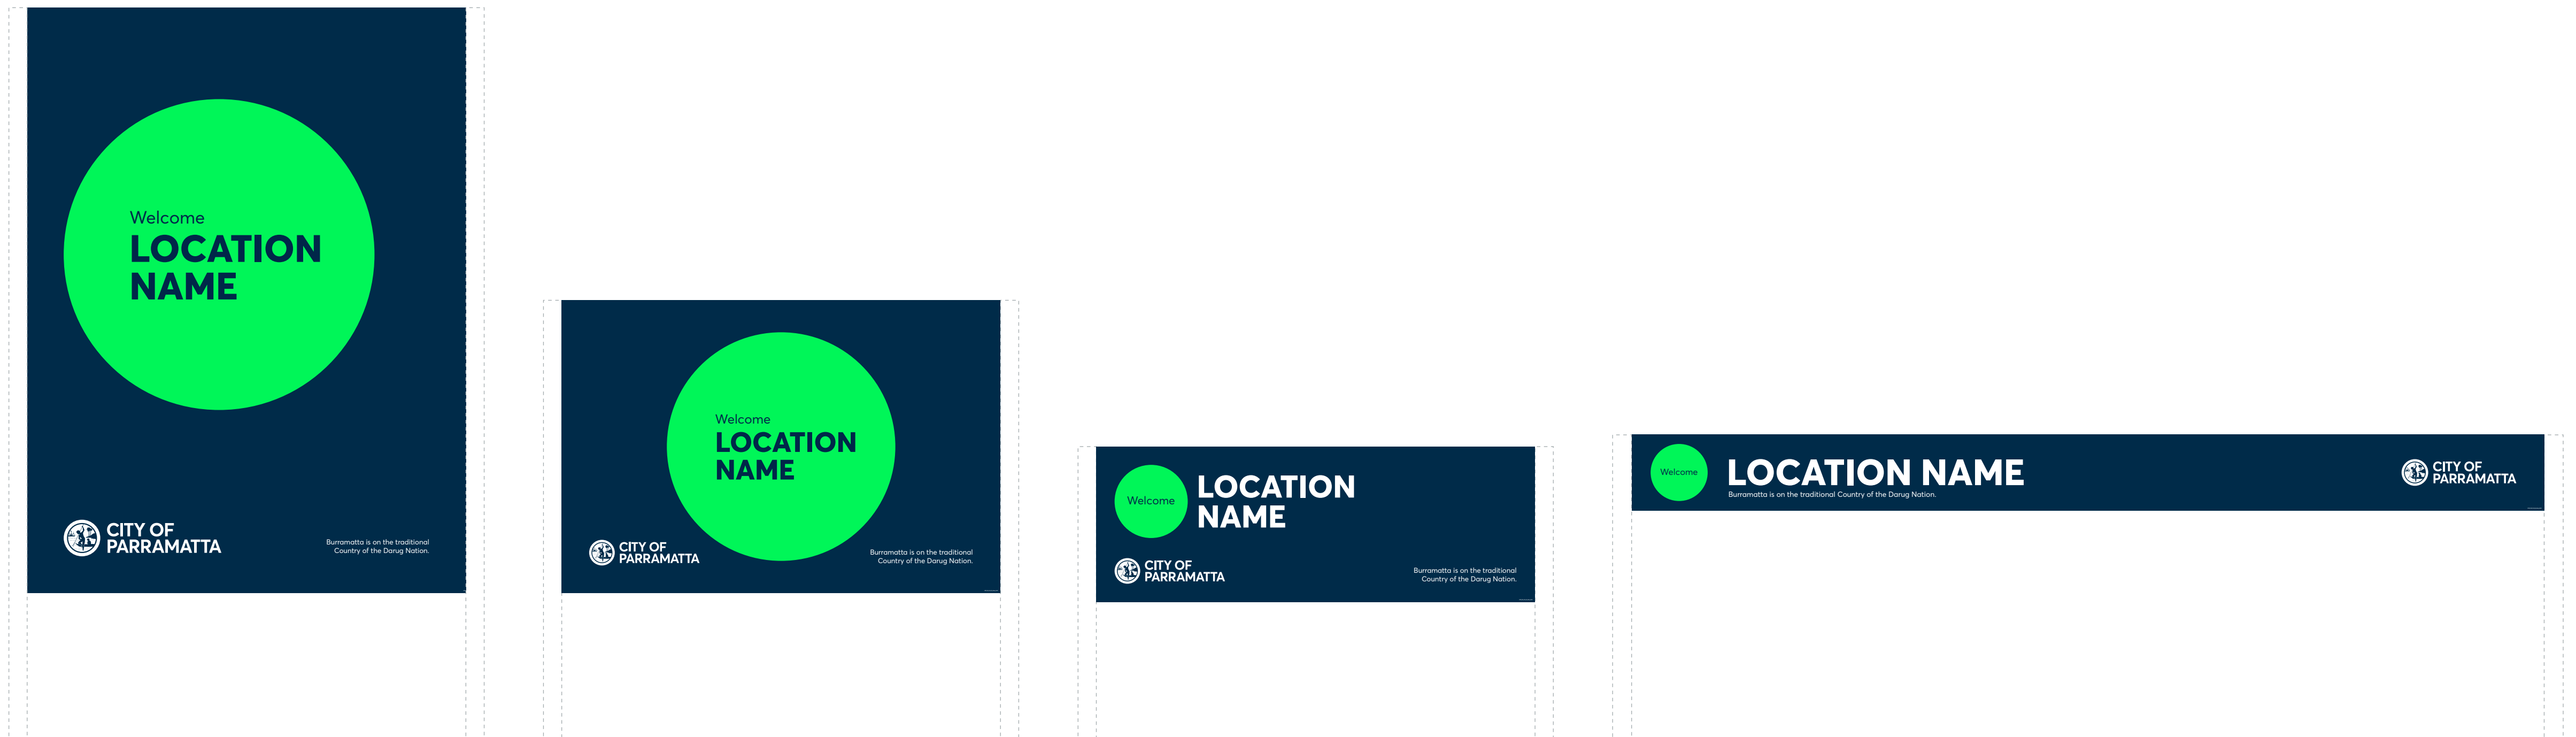 Welcome
LOCATION
NAME
CITY OF
PARRAMATTA
Burramatta is on the traditional
Country of the Darug Nation.
Welcome
LOCATION
NAME
CITY OF
PARRAMATTA
Burramatta is on the traditional
Country of the Darug Nation.
Welcome
LOCATION
NAME
CITY OF
PARRAMATTA
Burramatta is on the traditional
Country of the Darug Nation.
Welcome
LOCATION NAME
Burramatta is on the traditional Country of the Darug Nation.
CITY OF
PARRAMATTA